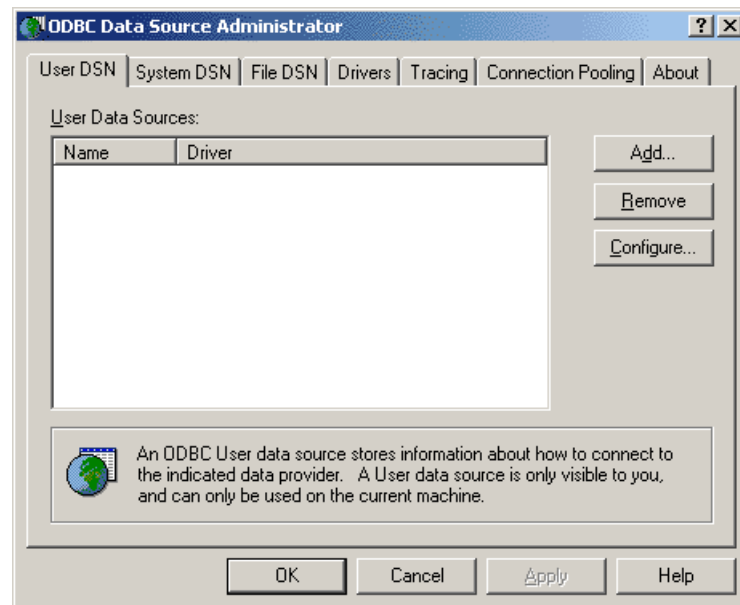 ODBC Data Source Administrator
User DSN System DSN File DSN Drivers Tracing Connection Pooling About
User Data Sources:
Name Driver
Add...
Remove
Configure...
An ODBC User data source stores information about how to connect to
the indicated data provider. A User data source is only visible to you,
and can only be used on the current machine.
OK Cancel Apply Help